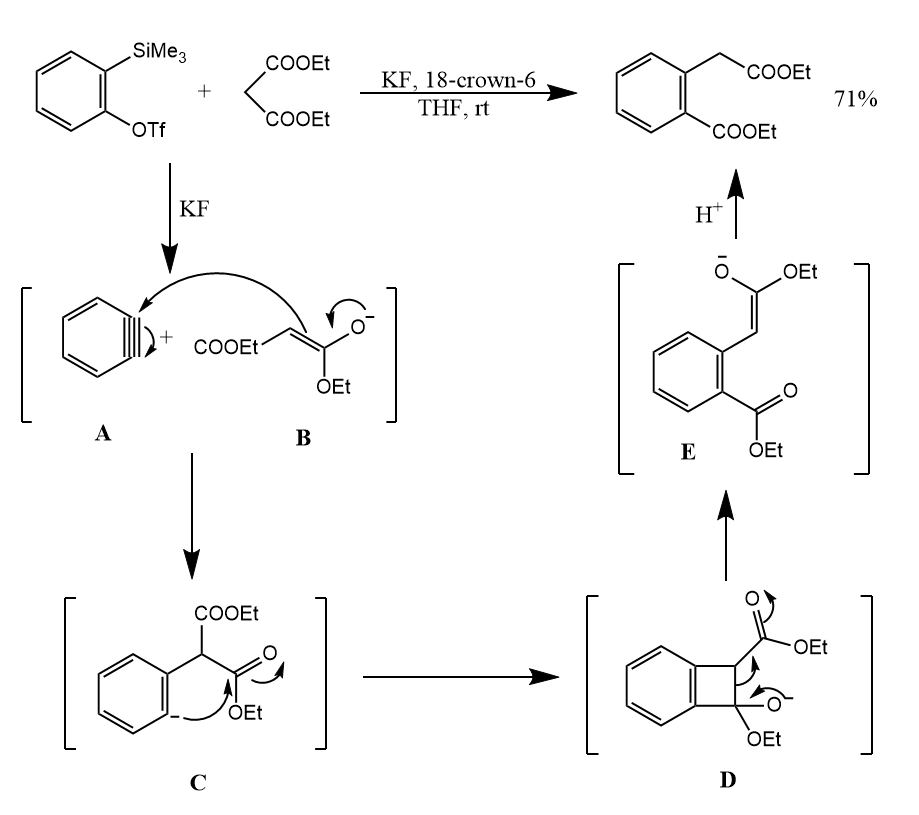 SiMe3
OTf
+
COOEt
COOEt
KF, 18-crown-6
THF, rt
COOEt
COOEt
71%
KF
H+
A
+
COOEt
O−
OEt
B
O−
OEt
O
OEt
E
COOEt
O
OEt
−
C
O
OEt
O−
OEt
D